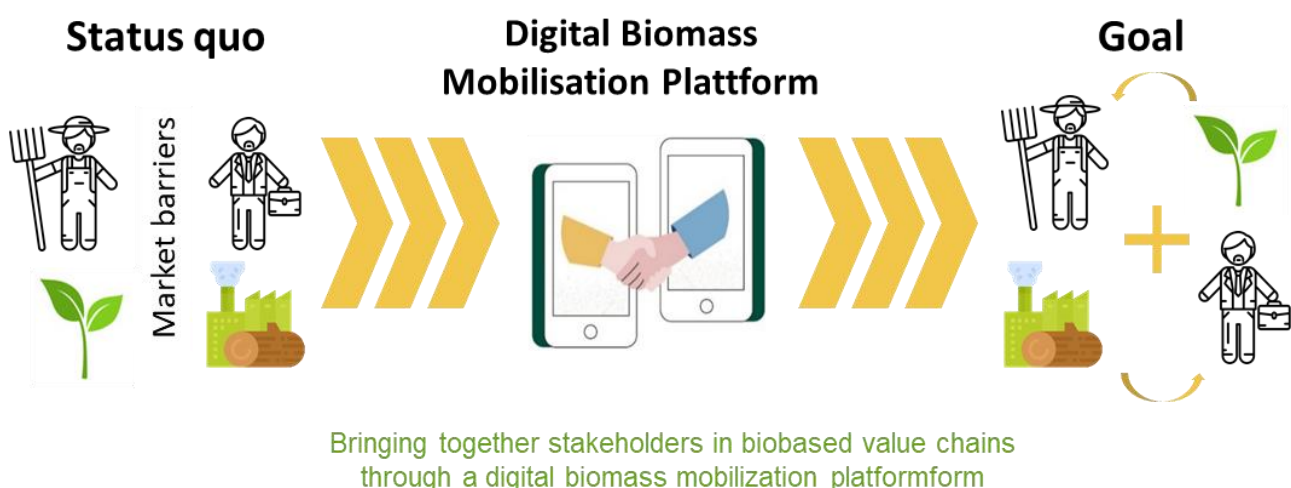 Status quo
Digital Biomass
Mobilisation Plattform
Goal
Market barriers
Bringing together stakeholders in biobased value chains
through a digital biomass mobilization platformform